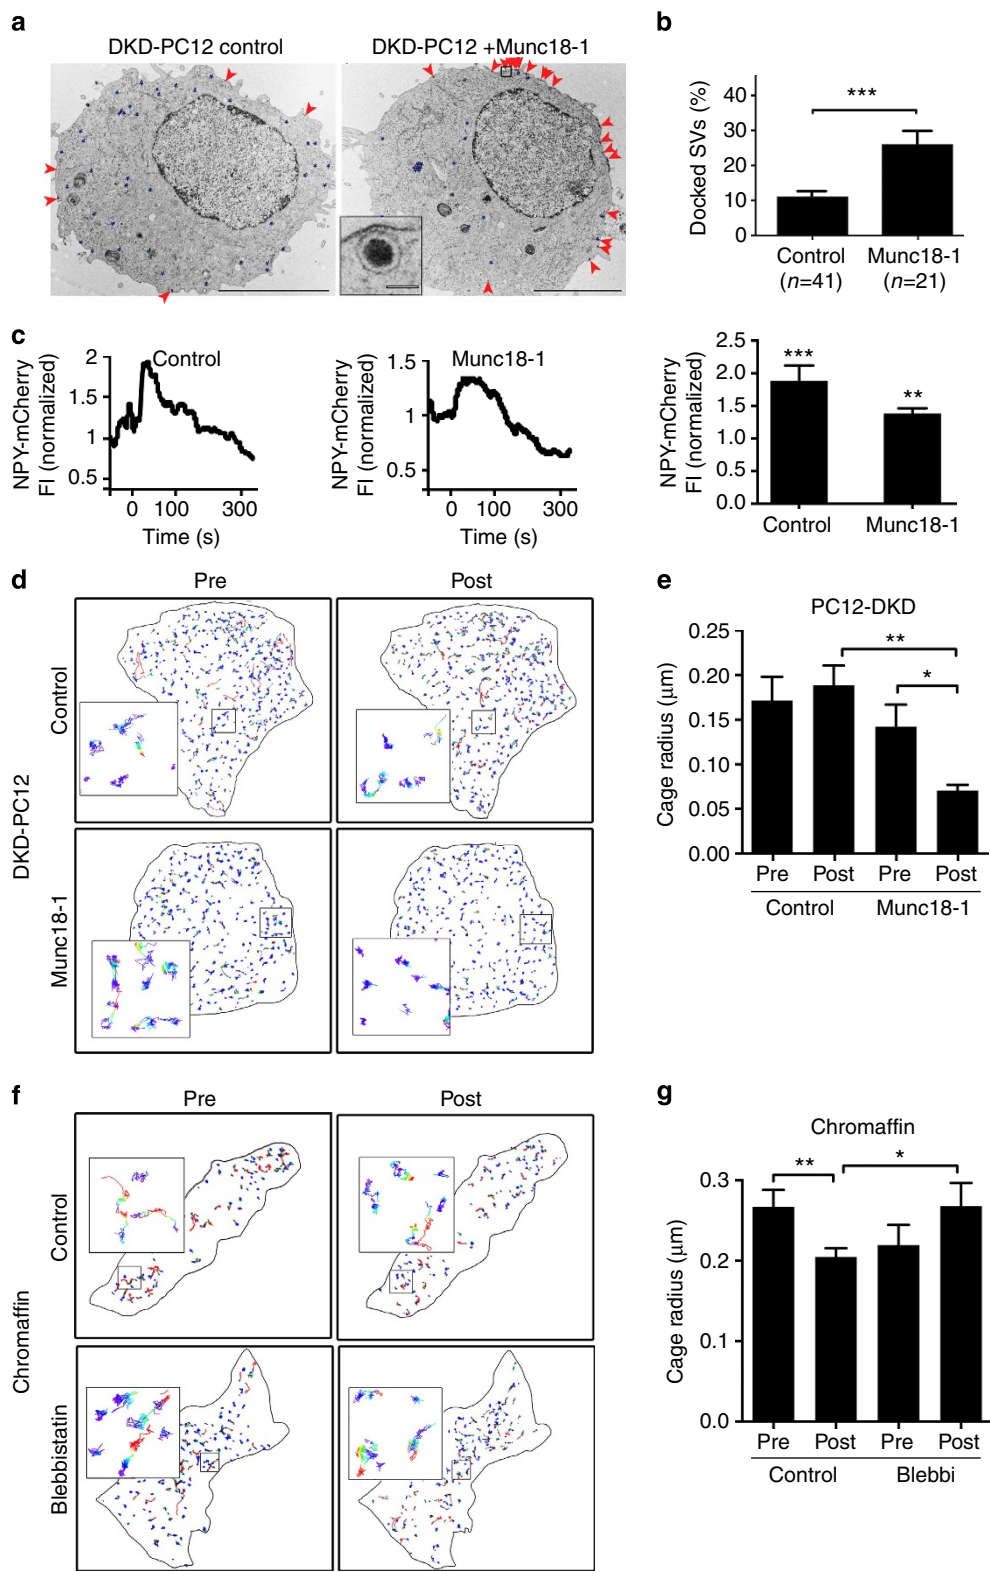 a
DKD-PC12 control
DKD-PC12 +Munc18-1
b
Docked SVs (%)
40
30
20
10
0
***
Control
(n=41)
Munc18-1
(n=21)
c
NPY-mCherry
FI (normalized)
2
1.5
1
0.5
Control
0 100 300
Time (s)
NPY-mCherry
FI (normalized)
1.5
1.0
0.5
Munc18-1
0 100 300
Time (s)
NPY-mCherry
FI (normalized)
2.5
2.0
1.5
1.0
0.5
0.0
***
**
Control
Munc18-1
d
Pre
Post
DKD-PC12
Control
Munc18-1
e
PC12-DKD
Cage radius (µm)
0.25
0.20
0.15
0.10
0.05
0.00
**
*
Pre Post Pre Post
Control Munc18-1
f
Pre
Post
Chromaffin
Control
Blebbistatin
g
Chromaffin
Cage radius (µm)
0.3
0.2
0.1
0.0
**
*
Pre Post Pre Post
Control Blebbi